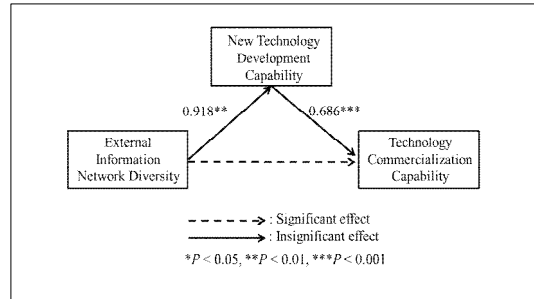 New Technology
Development
Capability
0.918**
0.686***
External
Information
Network Diversity
Technology
Commercialization
Capability
: Significant effect
: Insignificant effect
*P < 0.05, **P < 0.01, ***P < 0.001